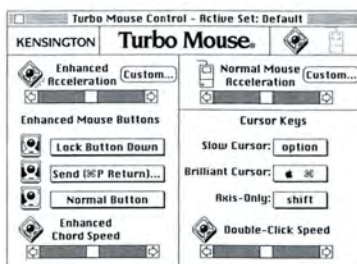 Turbo Mouse Control - Active Set: Default
KENSINGTON Turbo Mouse®
Enhanced Acceleration Custom...
Normal Mouse Acceleration Custom...
Enhanced Mouse Buttons
Lock Button Down
Send (⌘P Return)...
Normal Button
Enhanced Chord Speed
Cursor Keys
Slow Cursor: option
Brilliant Cursor: ⌘
Axis-Only: shift
Double-Click Speed